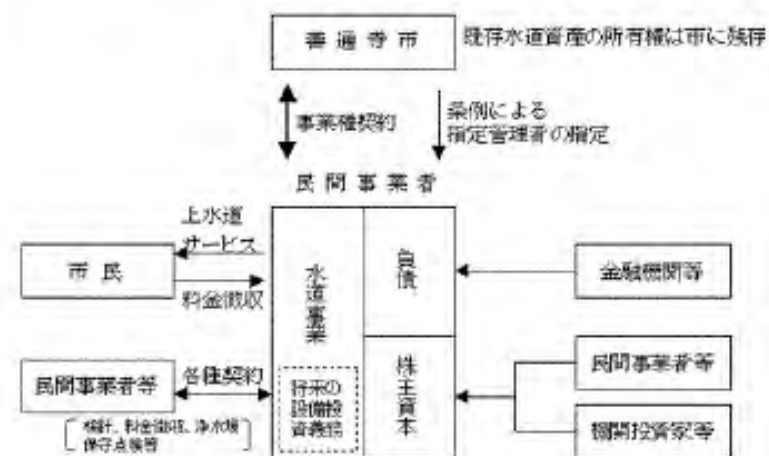 善通寺市
既存水道資産の所有権は市に残存
事業権契約
条例による
指定管理者の指定
民間事業者
上水道
サービス
市民
料金徴収
水道事業
負債
金融機関等
民間事業者等
各種契約
将来の
設備投
資義務
株主資本
民間事業者等
機関投資家等
検針、料金徴収、浄水場
保守点検等